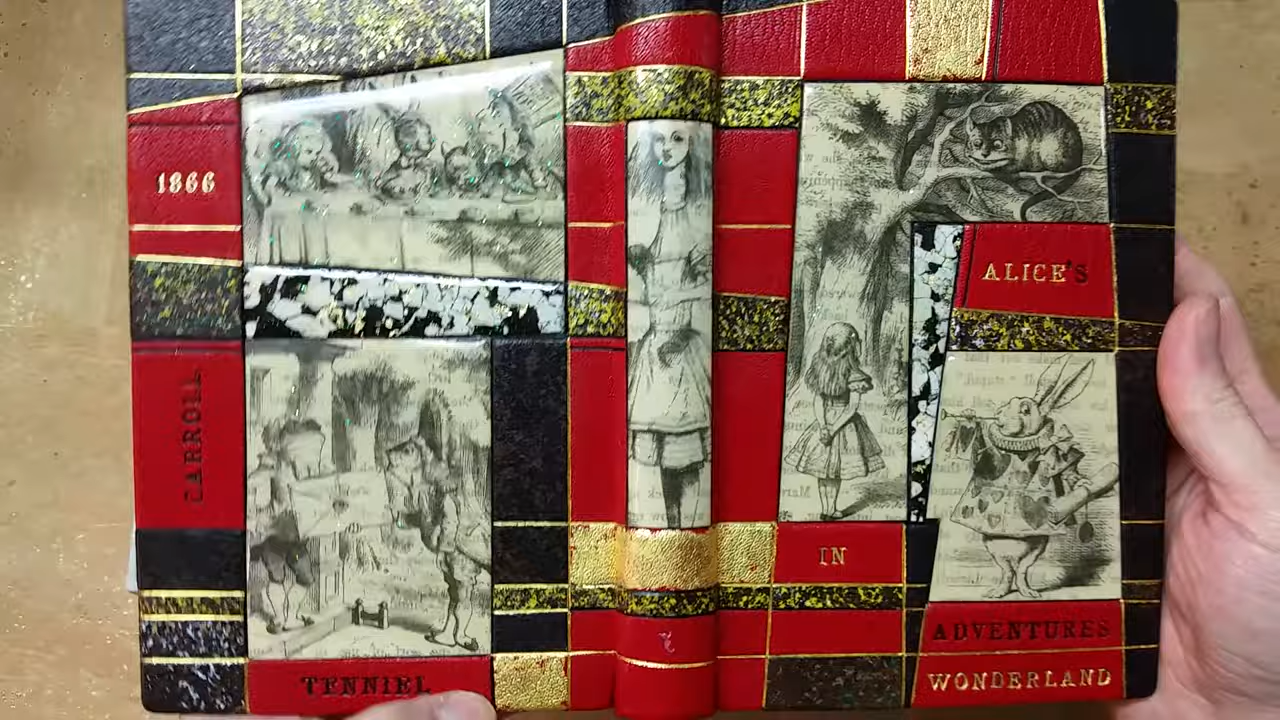 1866
CARROLL
TENNIEL
ALICE'S
IN
ADVENTURES
WONDERLAND